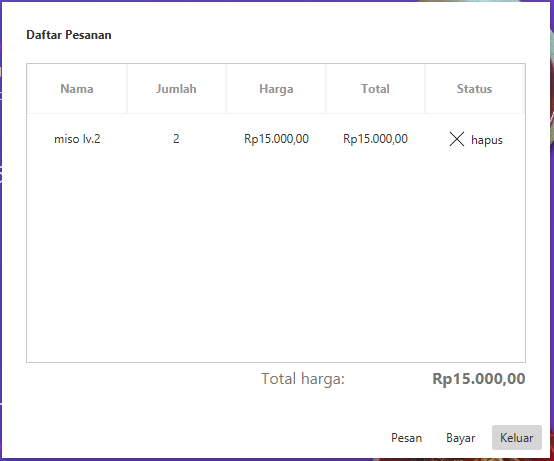 Daftar Pesanan
Nama Jumlah Harga Total Status
miso lv.2 2 Rp15.000,00 Rp15.000,00 hapus
Total harga: Rp15.000,00
Pesan Bayar Keluar